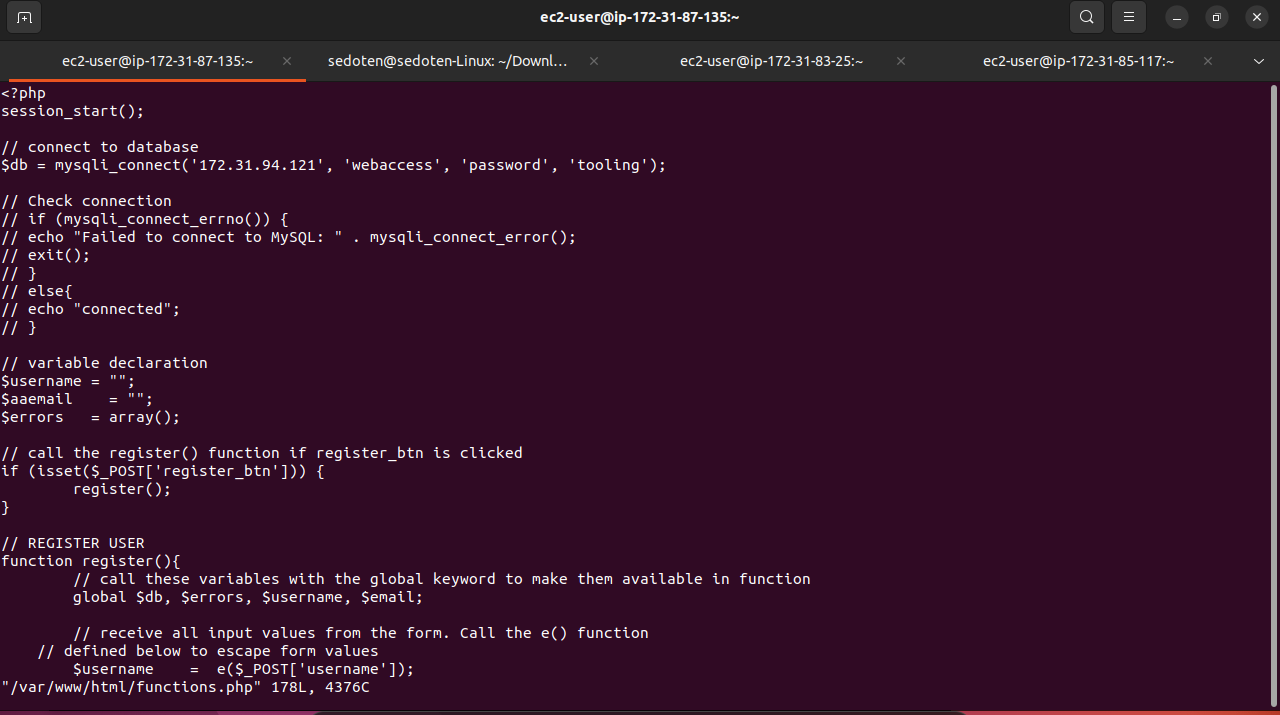 ec2-user@ip-172-31-87-135:~
ec2-user@ip-172-31-87-135:~ × sedoten@sedoten-Linux: ~/Downl... × ec2-user@ip-172-31-83-25:~ × ec2-user@ip-172-31-85-117:~ ×
<?php
session_start();

// connect to database
$db = mysqli_connect('172.31.94.121', 'webaccess', 'password', 'tooling');

// Check connection
// if (mysqli_connect_errno()) {
// echo "Failed to connect to MySQL: " . mysqli_connect_error();
// exit();
// }
// else{
// echo "connected";
// }

// variable declaration
$username = "";
$aaemail    = "";
$errors   = array();

// call the register() function if register_btn is clicked
if (isset($_POST['register_btn'])) {
        register();
}

// REGISTER USER
function register(){
        // call these variables with the global keyword to make them available in function
        global $db, $errors, $username, $email;

        // receive all input values from the form. Call the e() function
    // defined below to escape form values
        $username    =  e($_POST['username']);
"/var/www/html/functions.php" 178L, 4376C